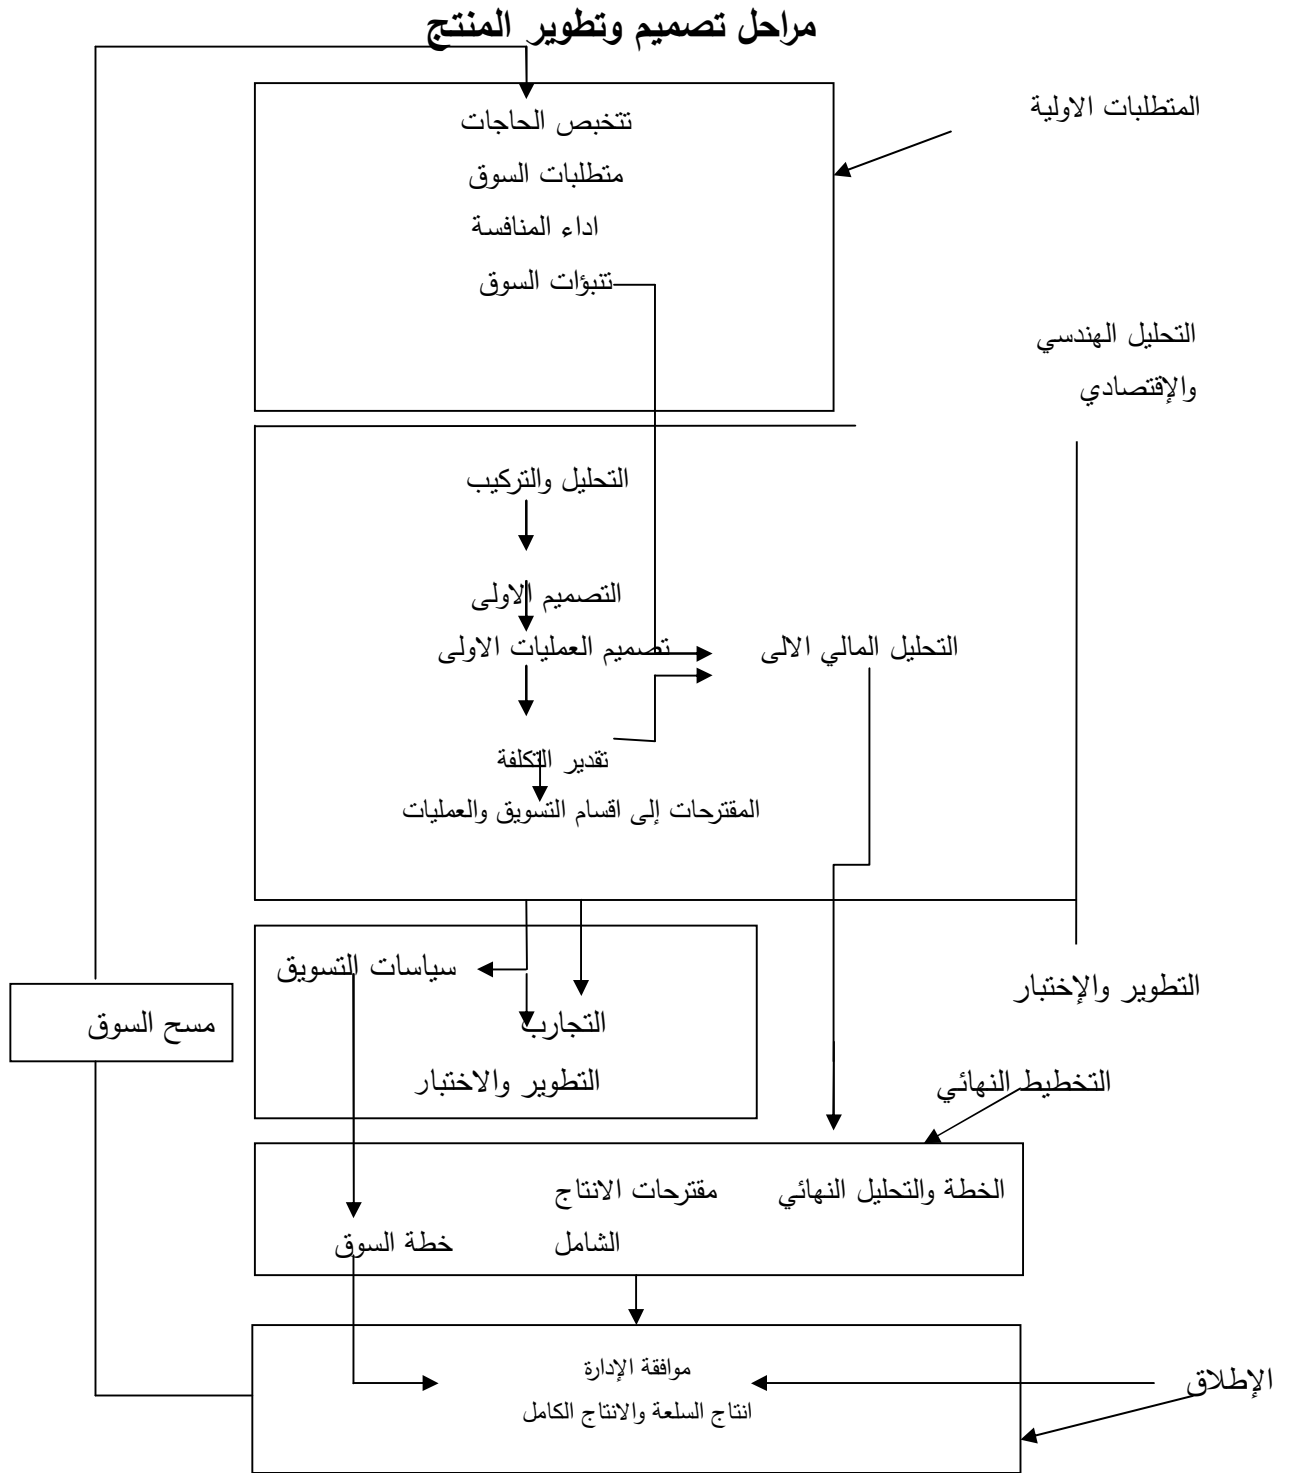 مراحل تصميم وتطوير المنتج
المتطلبات الاولية
تتخبص الحاجات
متطلبات السوق
اداء المنافسة
تنبؤات السوق
التحليل الهندسي
والإقتصادي
التحليل والتركيب
التصميم الاولى
تصميم العمليات الاولى
التحليل المالي الالى
تقدير التكلفة
المقترحات إلى اقسام التسويق والعمليات
سياسات التسويق
التطوير والإختبار
مسح السوق
التجارب
التطوير والاختبار
التخطيط النهائي
الخطة والتحليل النهائي
مقترحات الانتاج
الشامل
خطة السوق
موافقة الإدارة
الإطلاق
انتاج السلعة والانتاج الكامل